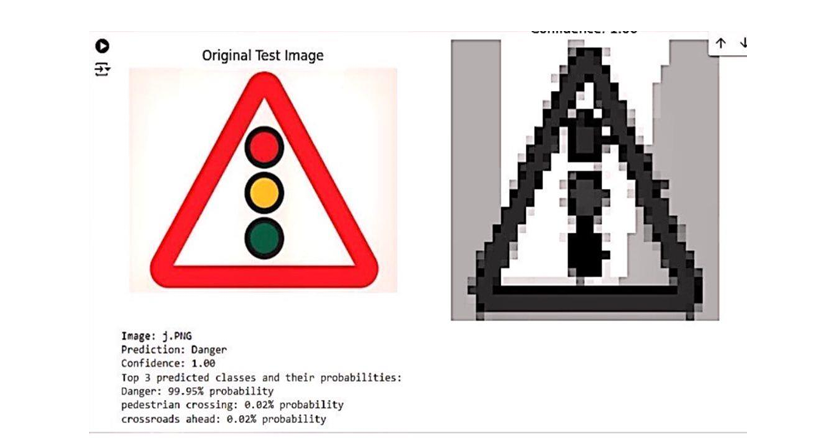 Original Test Image
Confidence: 1.00
Image: j.PNG
Prediction: Danger
Confidence: 1.00
Top 3 predicted classes and their probabilities:
Danger: 99.95% probability
pedestrian crossing: 0.02% probability
crossroads ahead: 0.02% probability